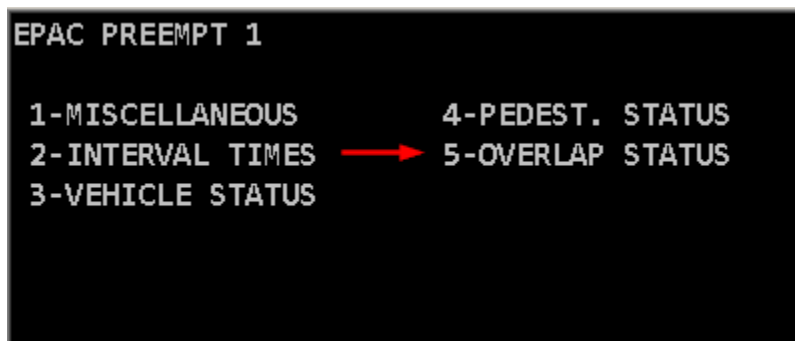 EPAC PREEMPT 1
1-MISCELLANEOUS 4-PEDEST. STATUS
2-INTERVAL TIMES 5-OVERLAP STATUS
3-VEHICLE STATUS